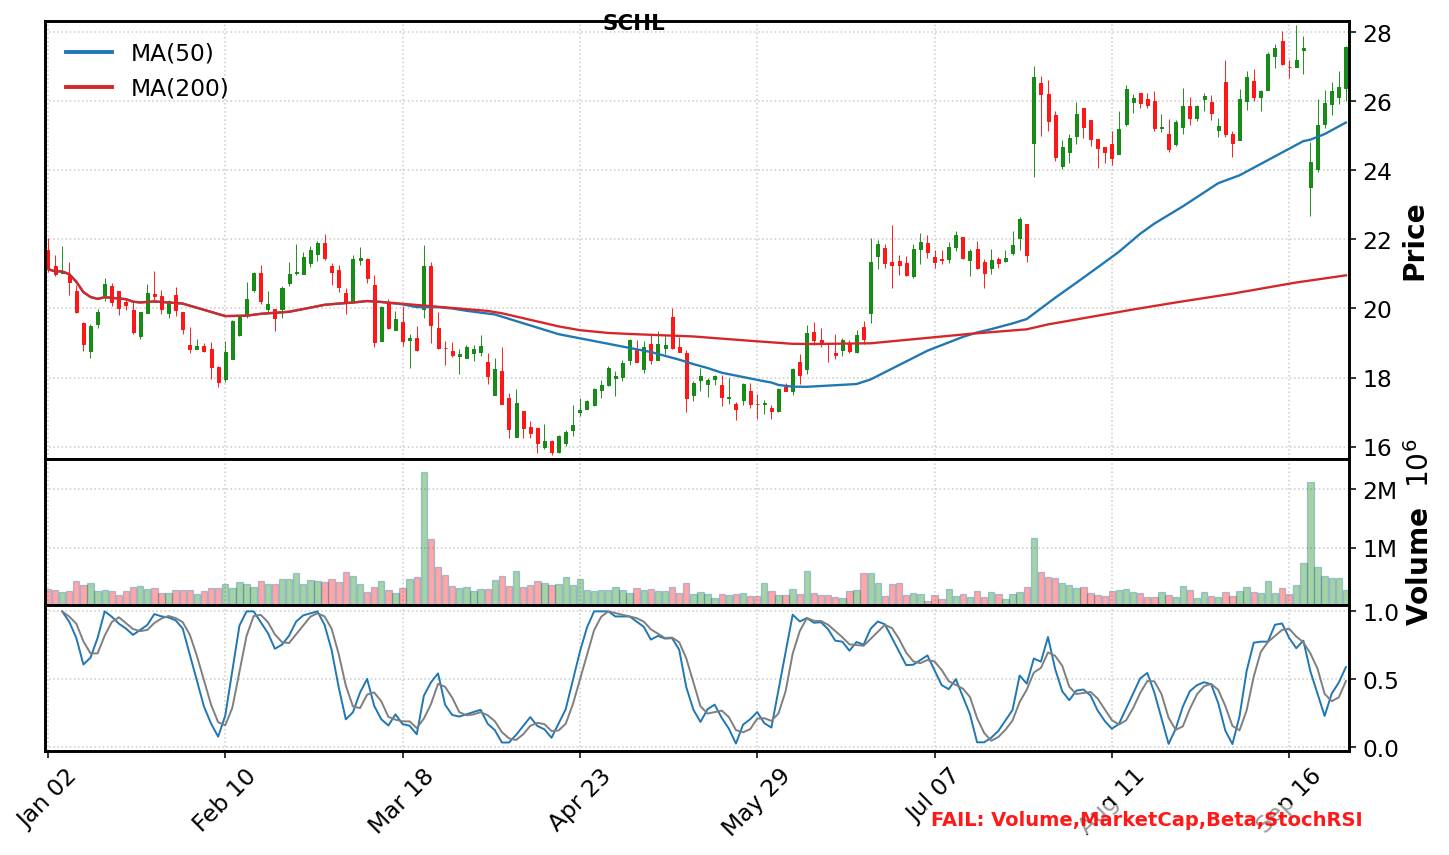 SCHL
MA(50)
MA(200)
28
26
24
22
20
18
16
Price
2M
1M
Volume 10^6
1.0
0.5
0.0
Jan 02
Feb 10
Mar 18
Apr 23
May 29
Jul 07
Aug 11
Sep 16
FAIL: Volume,MarketCap,Beta,StochRSI